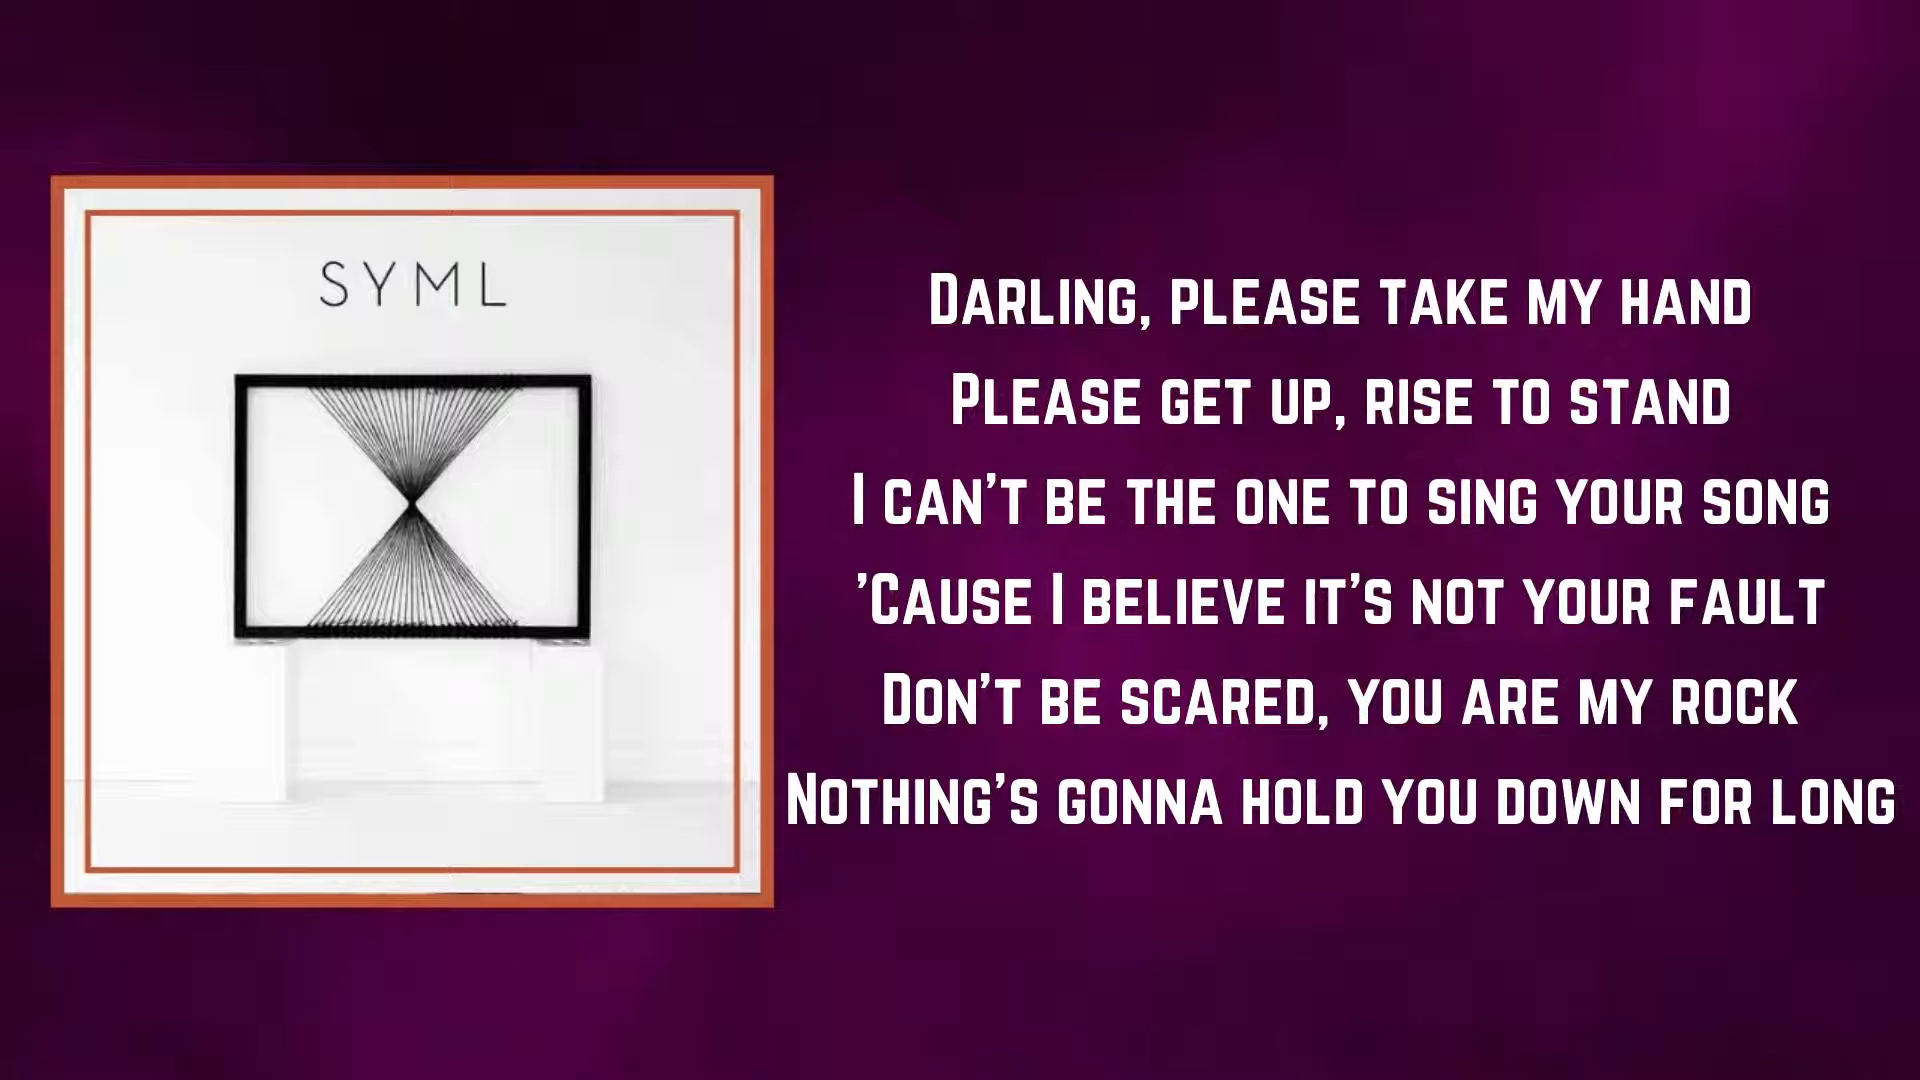 SYML
Darling, please take my hand
Please get up, rise to stand
I can't be the one to sing your song
'Cause I believe it's not your fault
Don't be scared, you are my rock
Nothing's gonna hold you down for long